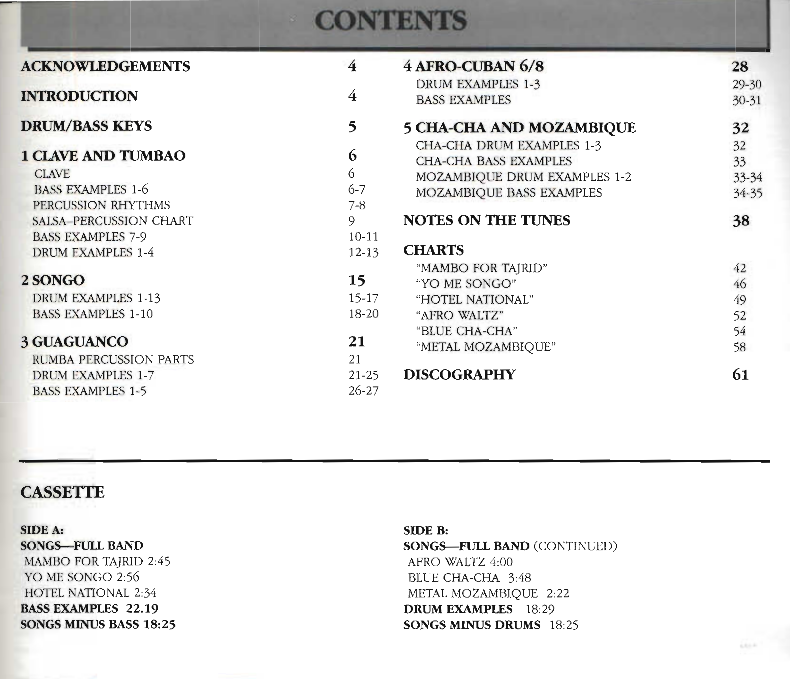 CONTENTS
ACKNOWLEDGEMENTS 4
INTRODUCTION 4
DRUM/BASS KEYS 5
1 CLAVE AND TUMBAO 6
CLAVE 6
BASS EXAMPLES 1-6 6-7
PERCUSSION RHYTHMS 7-8
SALSA PERCUSSION CHART 9
BASS EXAMPLES 7-9 10-11
DRUM EXAMPLES 1-4 12-13
2 SONGO 15
DRUM EXAMPLES 1-13 15-17
BASS EXAMPLES 1-10 18-20
3 GUAGUANCO 21
RUMBA PERCUSSION PARTS 21
DRUM EXAMPLES 1-7 21-25
BASS EXAMPLES 1-5 26-27
4 AFRO-CUBAN 6/8 28
DRUM EXAMPLES 1-3 29-30
BASS EXAMPLES 30-31
5 CHA-CHA AND MOZAMBIQUE 32
CHA-CHA DRUM EXAMPLES 1-3 32
CHA-CHA BASS EXAMPLES 33
MOZAMBIQUE DRUM EXAMPLES 1-2 33-34
MOZAMBIQUE BASS EXAMPLES 34-35
NOTES ON THE TUNES 38
CHARTS
"MAMBO FOR TAJRID" 42
"YO ME SONGO" 46
"HOTEL NATIONAL" 49
"AFRO WALTZ" 52
"BLUE CHA-CHA" 54
"METAL MOZAMBIQUE" 58
DISCOGRAPHY 61
CASSETTE
SIDE A:
SONGS—FULL BAND
MAMBO FOR TAJRID 2:45
YO ME SONGO 2:56
HOTEL NATIONAL 2:34
BASS EXAMPLES 22.19
SONGS MINUS BASS 18:25
SIDE B:
SONGS—FULL BAND (CONTINUED)
AFRO WALTZ 4:00
BLUE CHA-CHA 3:48
METAL MOZAMBIQUE 2:22
DRUM EXAMPLES 18:29
SONGS MINUS DRUMS 18:25